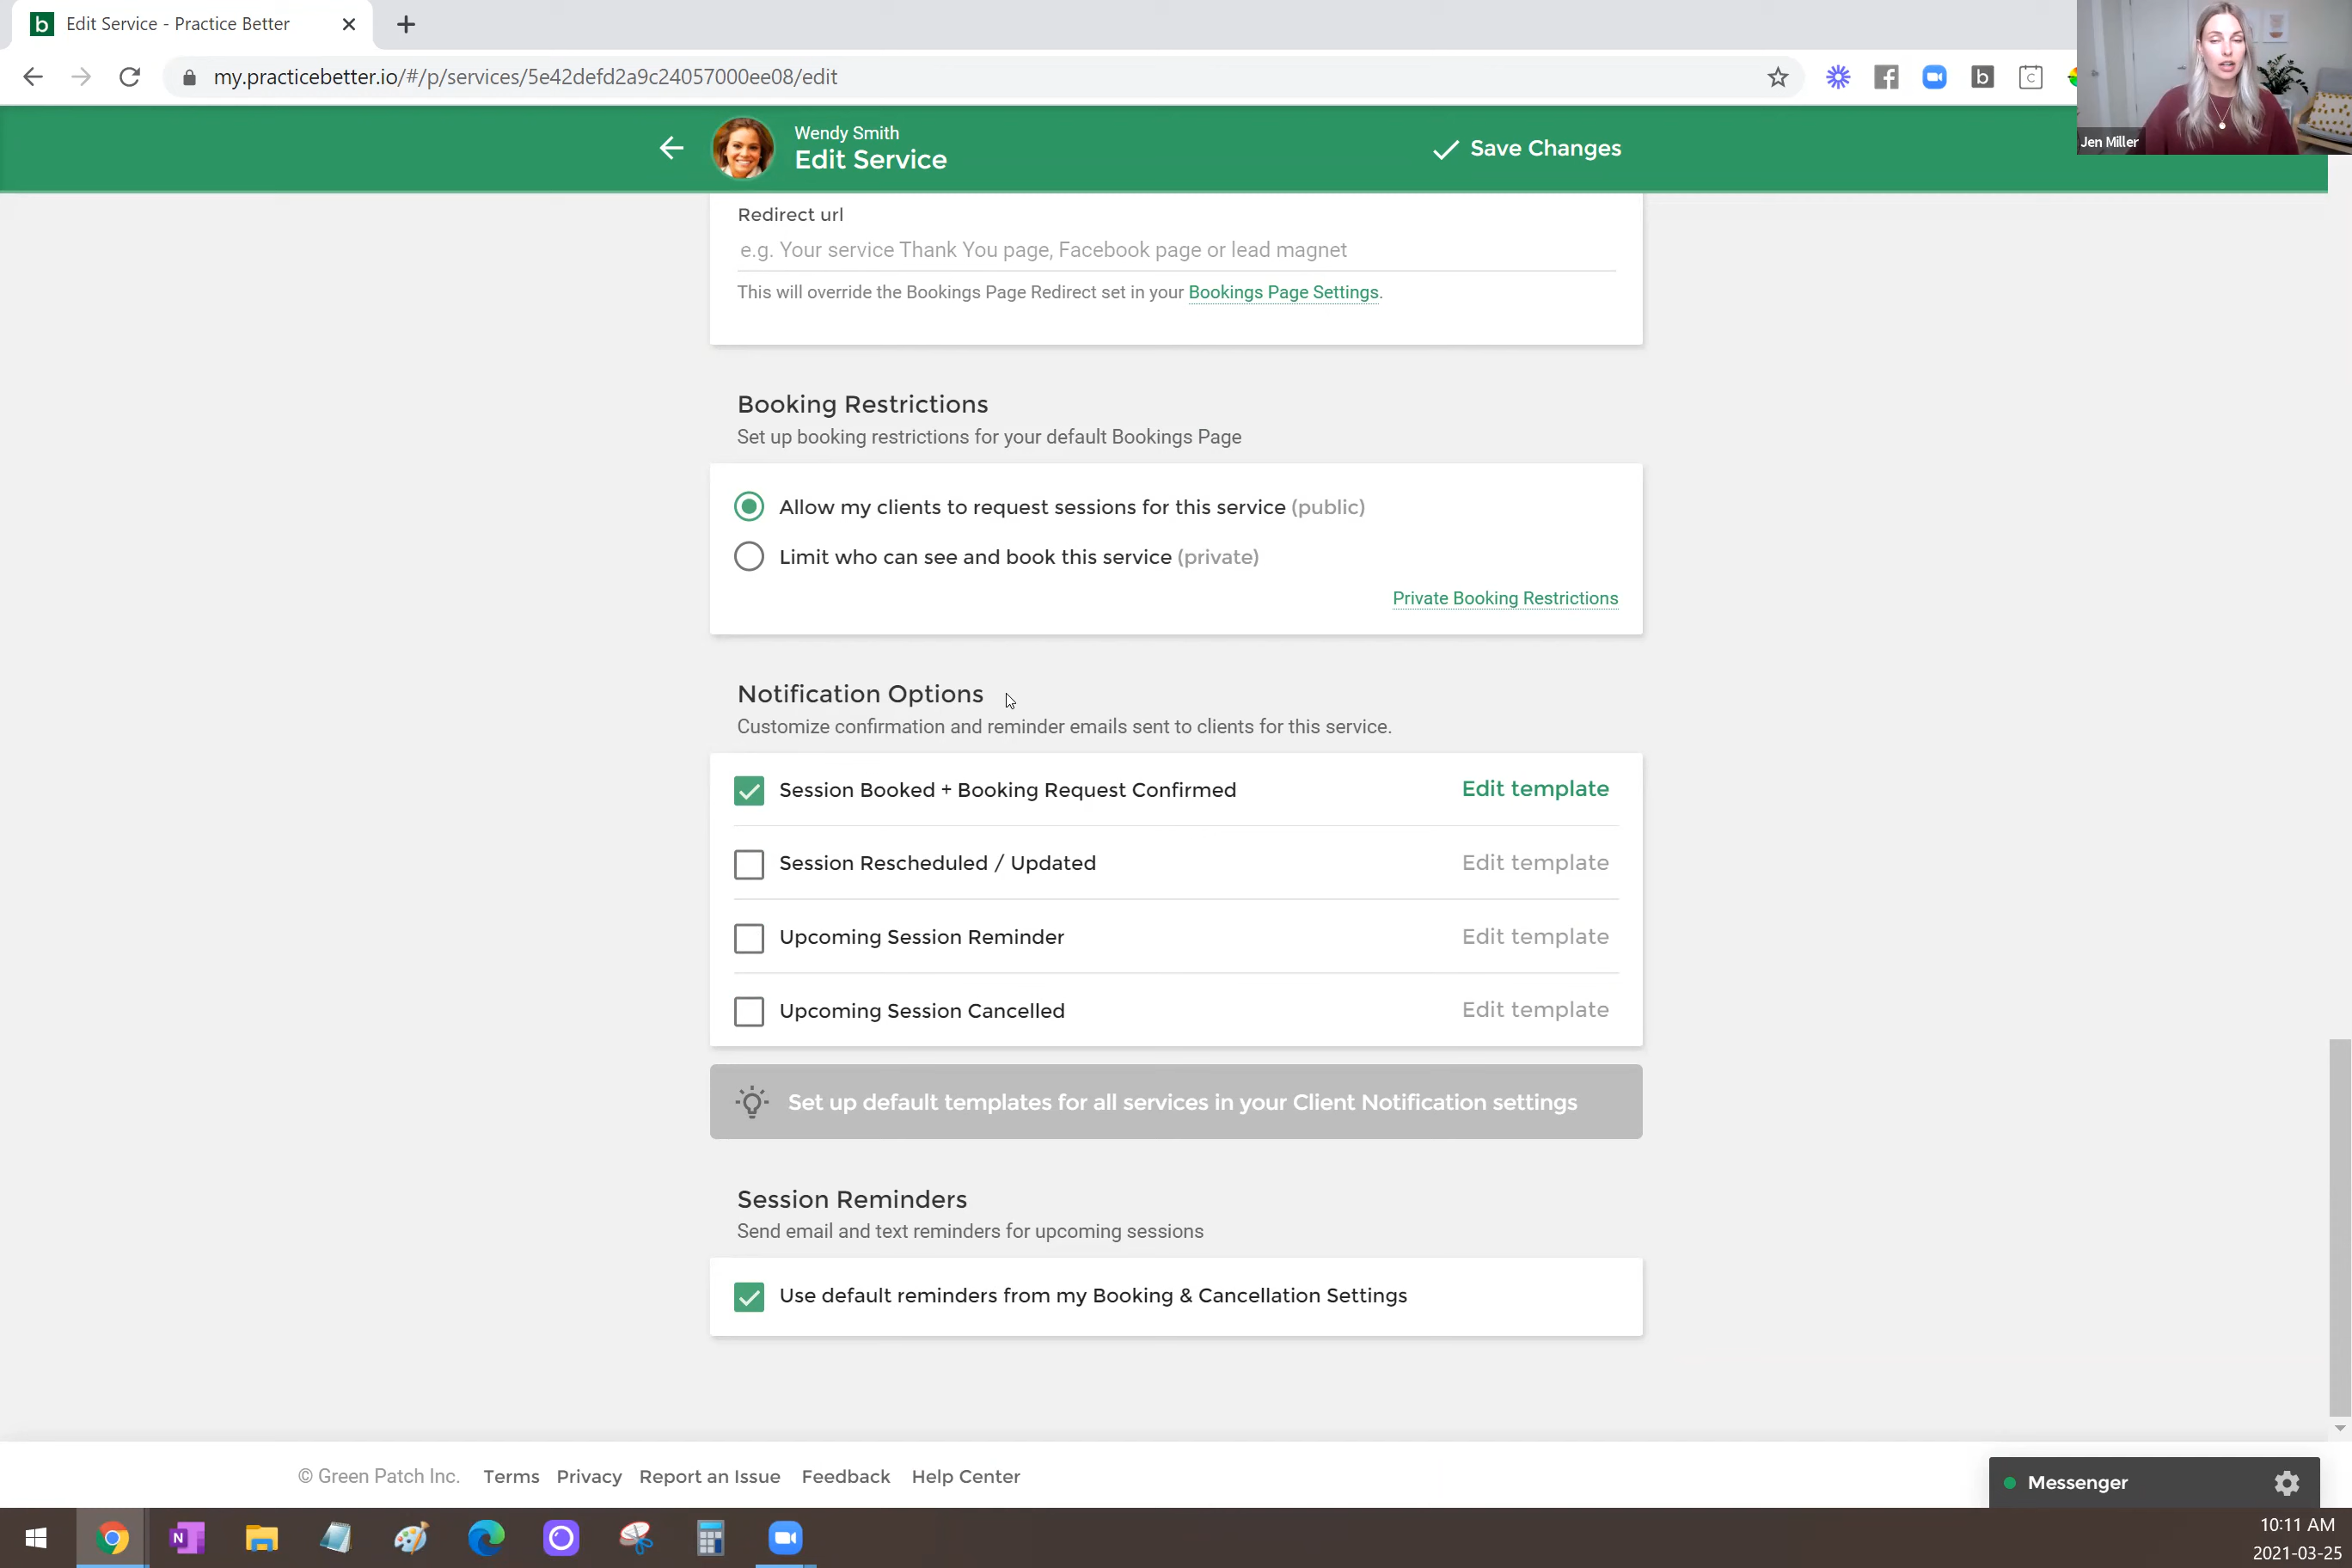 Edit Service - Practice Better
my.practicebetter.io/#/p/services/5e42defd2a9c24057000ee08/edit
Jen Miller
Wendy Smith
Edit Service
Save Changes
Redirect url
e.g. Your service Thank You page, Facebook page or lead magnet
This will override the Bookings Page Redirect set in your Bookings Page Settings.
Booking Restrictions
Set up booking restrictions for your default Bookings Page
Allow my clients to request sessions for this service (public)
Limit who can see and book this service (private)
Private Booking Restrictions
Notification Options
Customize confirmation and reminder emails sent to clients for this service.
Session Booked + Booking Request Confirmed Edit template
Session Rescheduled / Updated Edit template
Upcoming Session Reminder Edit template
Upcoming Session Cancelled Edit template
Set up default templates for all services in your Client Notification settings
Session Reminders
Send email and text reminders for upcoming sessions
Use default reminders from my Booking & Cancellation Settings
© Green Patch Inc. Terms Privacy Report an Issue Feedback Help Center
Messenger
10:11 AM
2021-03-25